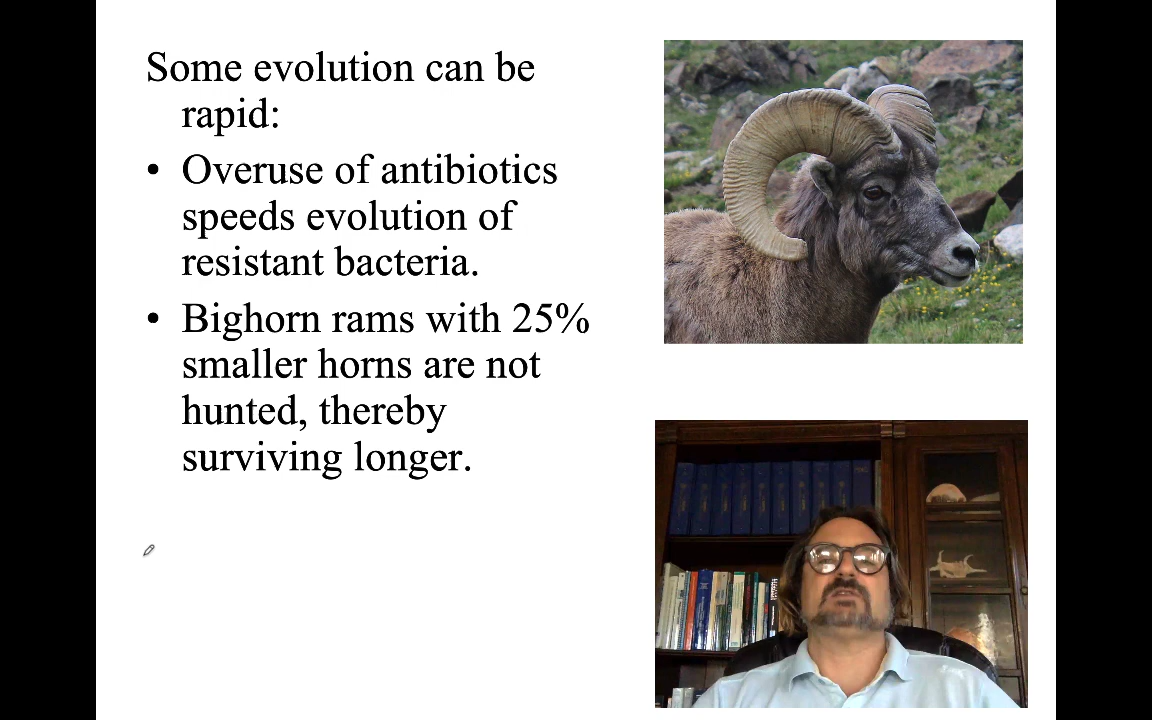 Some evolution can be
rapid:
• Overuse of antibiotics
speeds evolution of
resistant bacteria.
• Bighorn rams with 25%
smaller horns are not
hunted, thereby
surviving longer.